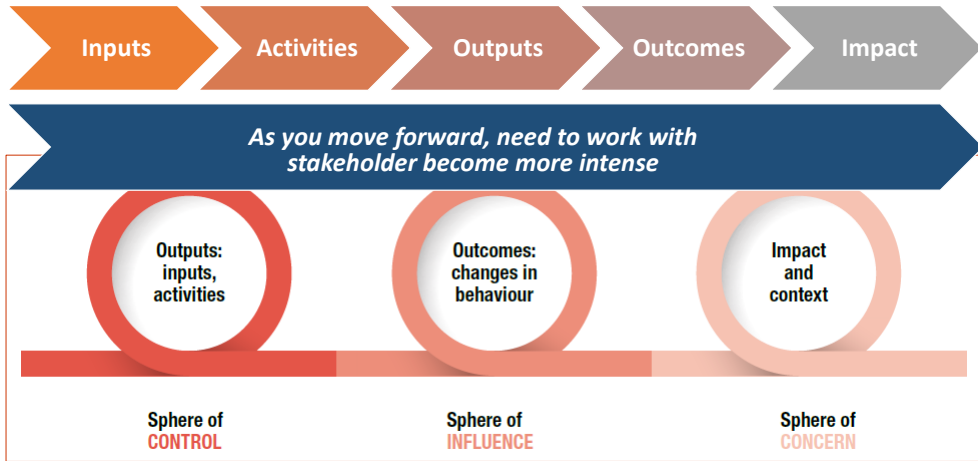 Inputs
Activities
Outputs
Outcomes
Impact
As you move forward, need to work with
stakeholder become more intense
Outputs:
inputs,
activities
Outcomes:
changes in
behaviour
Impact
and
context
Sphere of
CONTROL
Sphere of
INFLUENCE
Sphere of
CONCERN